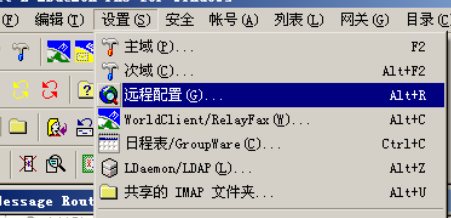 设置(S) 安全 帐号(A) 列表(L) 网关(G) 目录(C
(F) 编辑(T)
主域(P)... F2
次域(C)... Alt+F2
远程配置(G)... Alt+R
WorldClient/RelayFax(W)... Alt+C
日程表/GroupWare(C)... Ctrl+C
LDaemon/LDAP(L)... Alt+Z
共享的 IMAP 文件夹... Alt+U
Message Rout